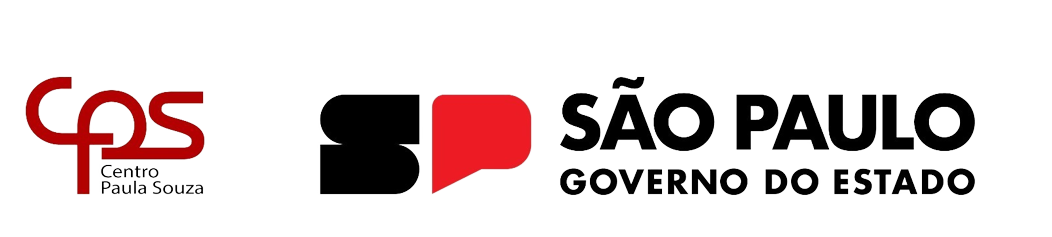 CPS
Centro
Paula Souza
SP
SÃO PAULO
GOVERNO DO ESTADO